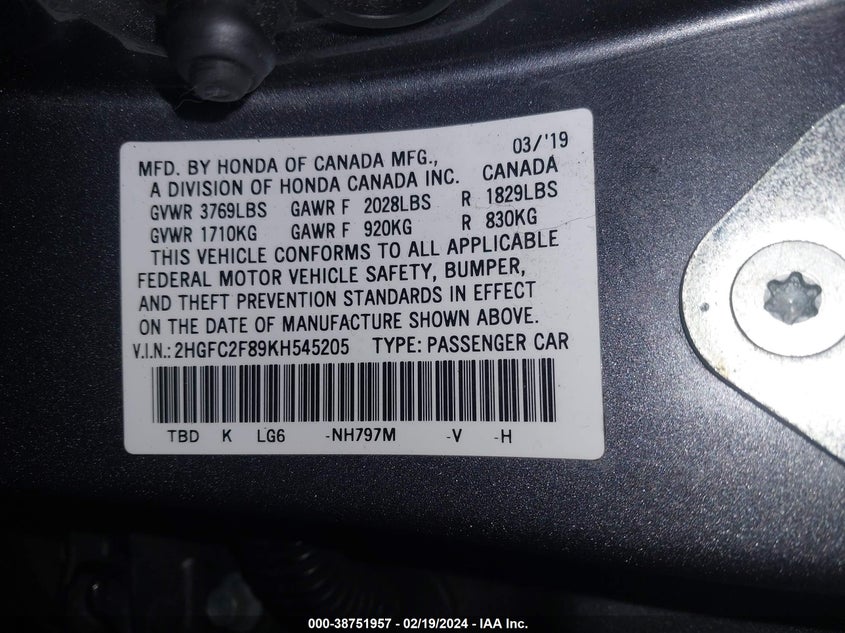 03/'19
MFD. BY HONDA OF CANADA MFG.,
A DIVISION OF HONDA CANADA INC. CANADA
GVWR 3769LBS GAWR F 2028LBS R 1829LBS
GVWR 1710KG GAWR F 920KG R 830KG
THIS VEHICLE CONFORMS TO ALL APPLICABLE
FEDERAL MOTOR VEHICLE SAFETY, BUMPER,
AND THEFT PREVENTION STANDARDS IN EFFECT
ON THE DATE OF MANUFACTURE SHOWN ABOVE.
V.I.N.: 2HGFC2F89KH545205 TYPE: PASSENGER CAR
TBD K LG6 -NH797M -V -H
000-38751957 - 02/19/2024 - IAA Inc.